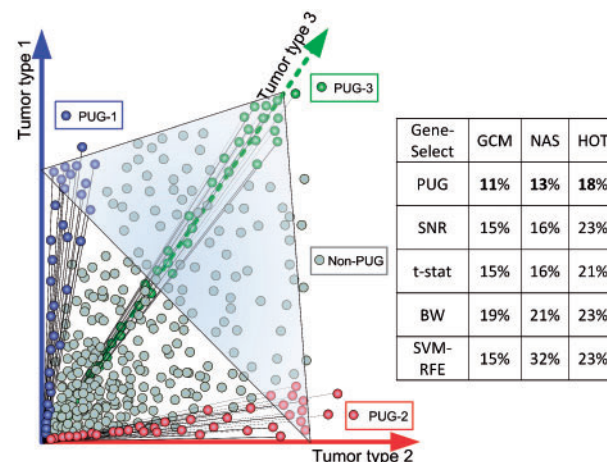 Tumor type 1
Tumor type 3
PUG-1
PUG-3
Non-PUG
PUG-2
Tumor type 2
Gene-Select GCM NAS HOT
PUG 11% 13% 18%
SNR 15% 16% 23%
t-stat 15% 16% 21%
BW 19% 21% 23%
SVM-RFE 15% 32% 23%